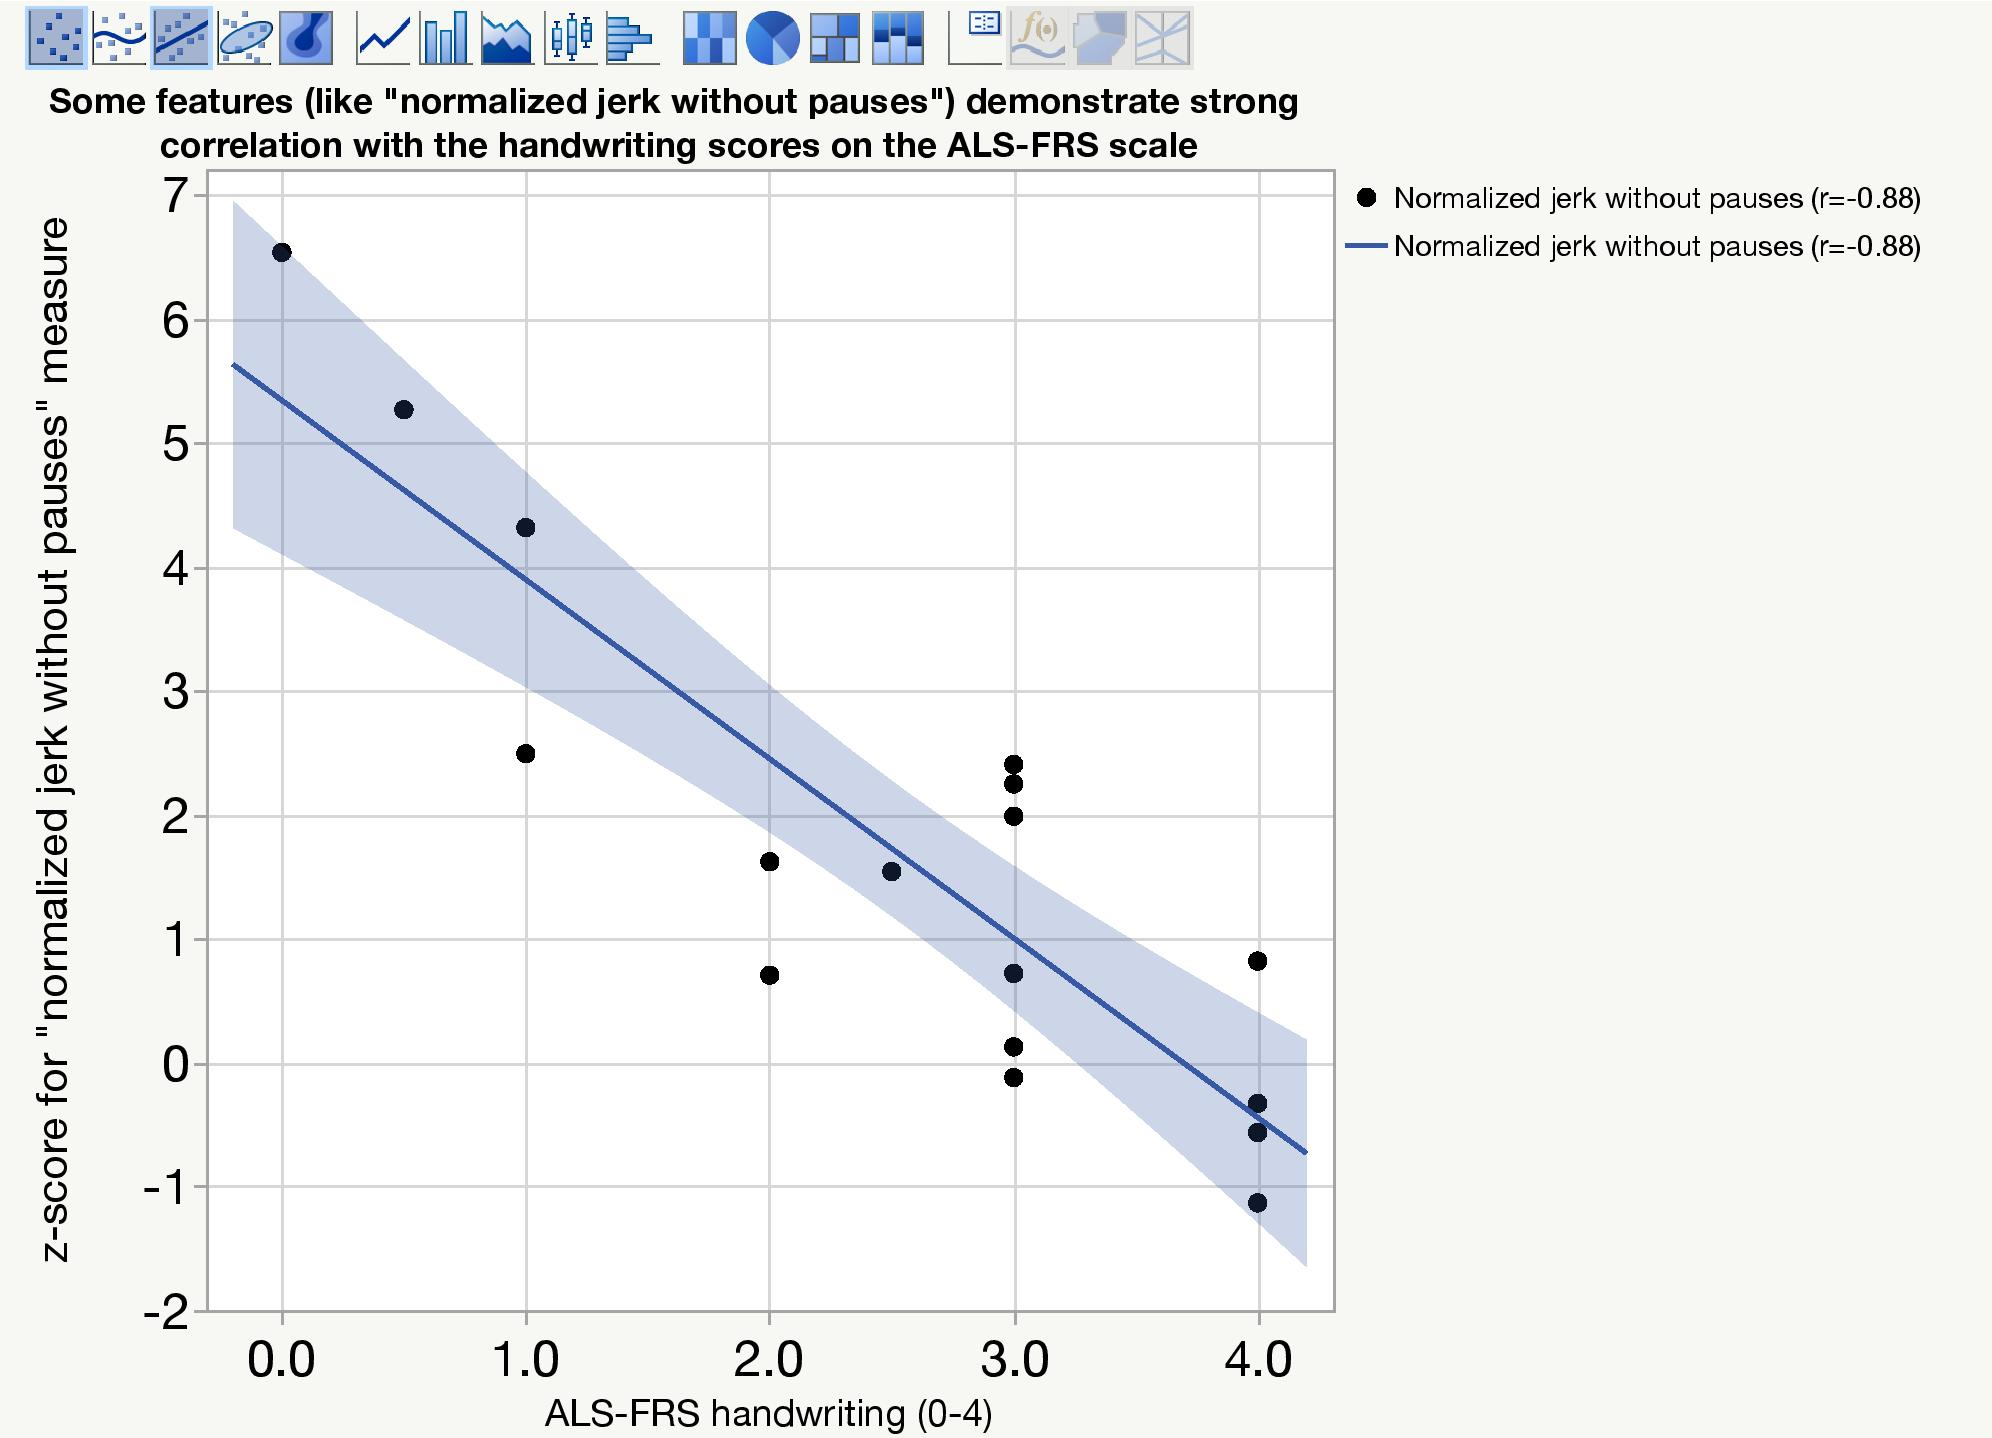 Some features (like "normalized jerk without pauses") demonstrate strong
correlation with the handwriting scores on the ALS-FRS scale
z-score for "normalized jerk without pauses" measure
7
6
5
4
3
2
1
0
-1
-2
0.0 1.0 2.0 3.0 4.0
ALS-FRS handwriting (0-4)
Normalized jerk without pauses (r=-0.88)
Normalized jerk without pauses (r=-0.88)